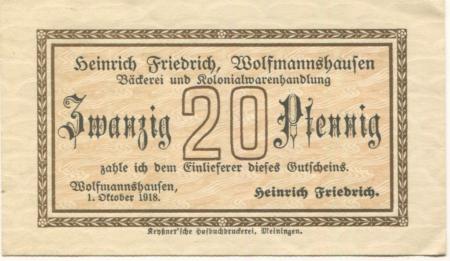 Heinrich Friedrich, Wolfmannshausen
Bäckerei und Kolonialwarenhandlung
Zwanzig 20 Pfennig
zahle ich dem Einlieferer dieses Gutscheins.
Wolfmannshausen,
1. Oktober 1918.
Heinrich Friedrich.
Keyßner'sche Hofbuchdruckerei, Meiningen.